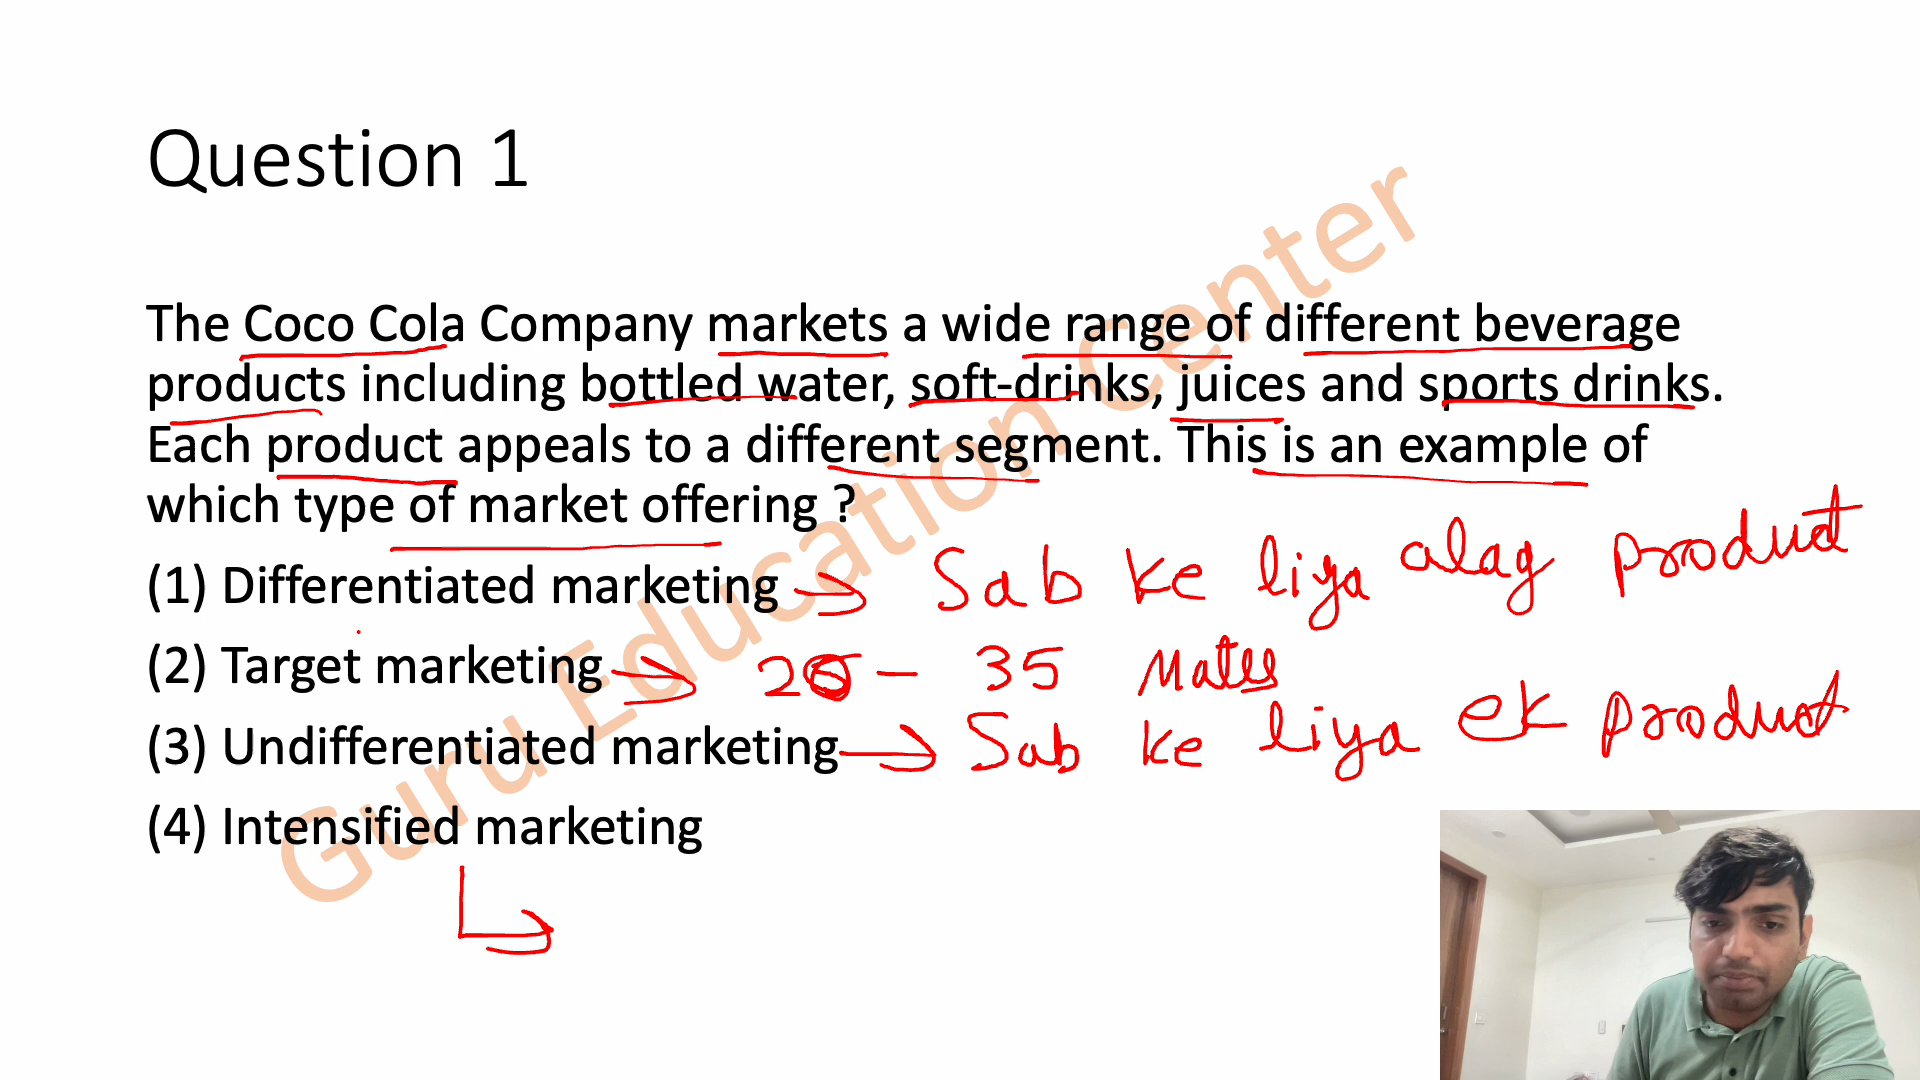 Question 1
The Coco Cola Company markets a wide range of different beverage
products including bottled water, soft-drinks, juices and sports drinks.
Each product appeals to a different segment. This is an example of
which type of market offering ?
(1) Differentiated marketing → Sab ke liya alag product
(2) Target marketing → 25 - 35 Males
(3) Undifferentiated marketing → Sab ke liya ek product
(4) Intensified marketing
Guru Education Center